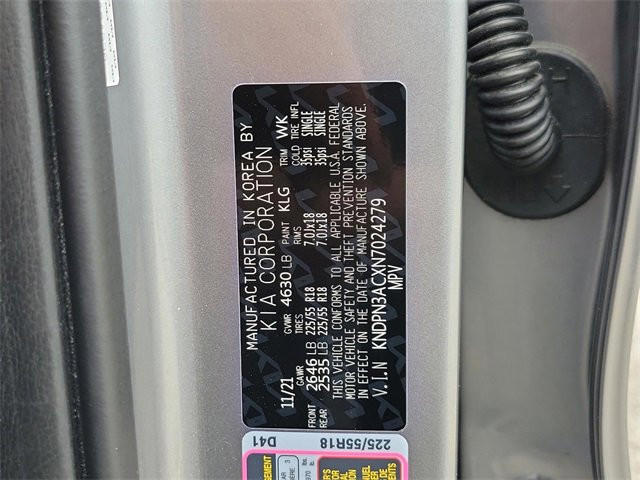 MANUFACTURED IN KOREA BY
KIA CORPORATION
11/21 GVWR 4630 LB PAINT KLG TRIM WK
GAWR TIRES RIMS COLD TIRE INFL
FRONT 2646 LB 225/55 R18 7.0Jx18 35psi SINGLE
REAR 2535 LB 225/55 R18 7.0Jx18 35psi SINGLE
THIS VEHICLE CONFORMS TO ALL APPLICABLE U.S.A. FEDERAL
MOTOR VEHICLE SAFETY AND THEFT PREVENTION STANDARDS
IN EFFECT ON THE DATE OF MANUFACTURE SHOWN ABOVE.
V.I.N KNDPN3ACXN7024279
MPV
D41
225/55R18